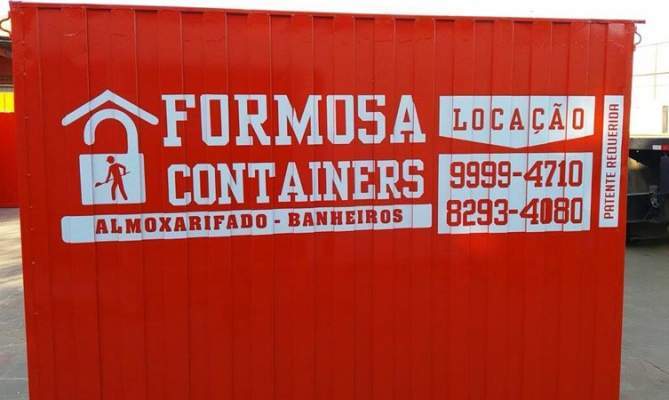 FORMOSA
CONTAINERS
ALMOXARIFADO - BANHEIROS
LOCAÇÃO
9999-4710
8293-4080
PATENTE REQUERIDA